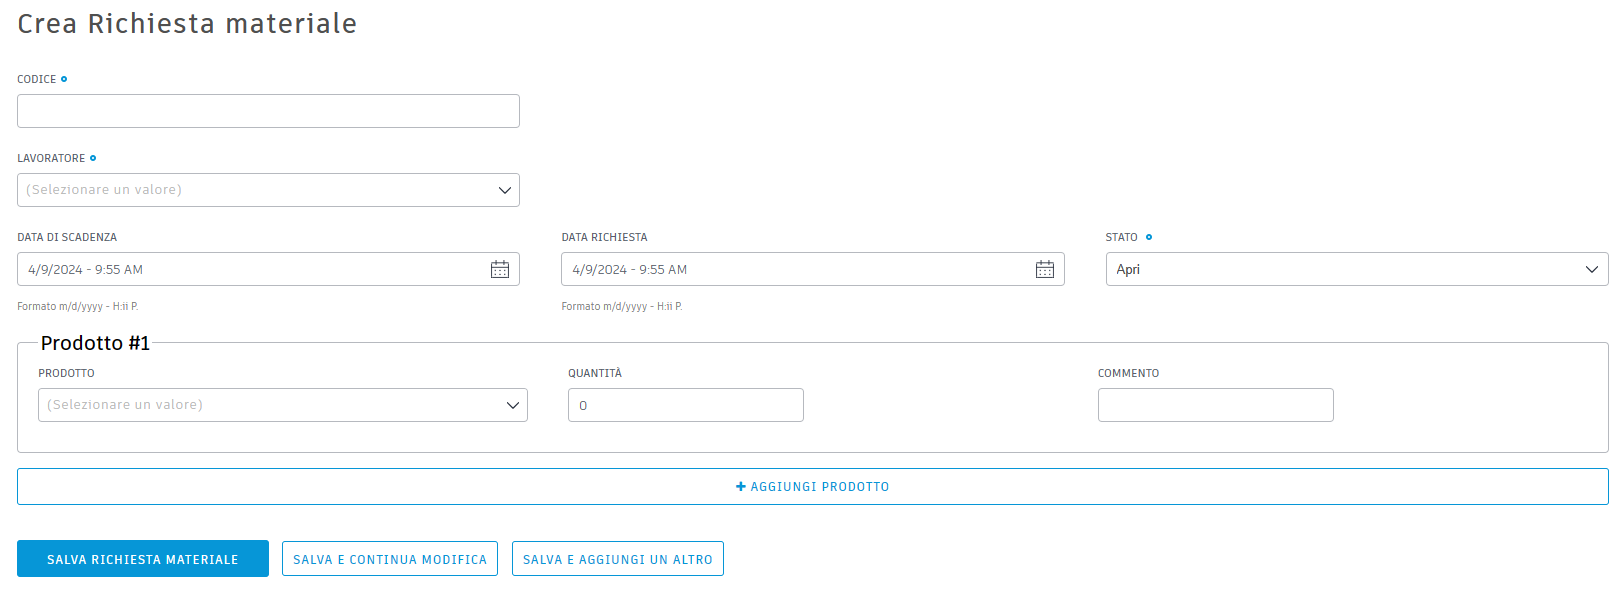 Crea Richiesta materiale
CODICE
LAVORATORE
(Selezionare un valore)
DATA DI SCADENZA DATA RICHIESTA STATO
4/9/2024 - 9:55 AM 4/9/2024 - 9:55 AM Apri
Formato m/d/yyyy - H:ii P. Formato m/d/yyyy - H:ii P.
Prodotto #1
PRODOTTO QUANTITÀ COMMENTO
(Selezionare un valore) 0
+ AGGIUNGI PRODOTTO
SALVA RICHIESTA MATERIALE SALVA E CONTINUA MODIFICA SALVA E AGGIUNGI UN ALTRO